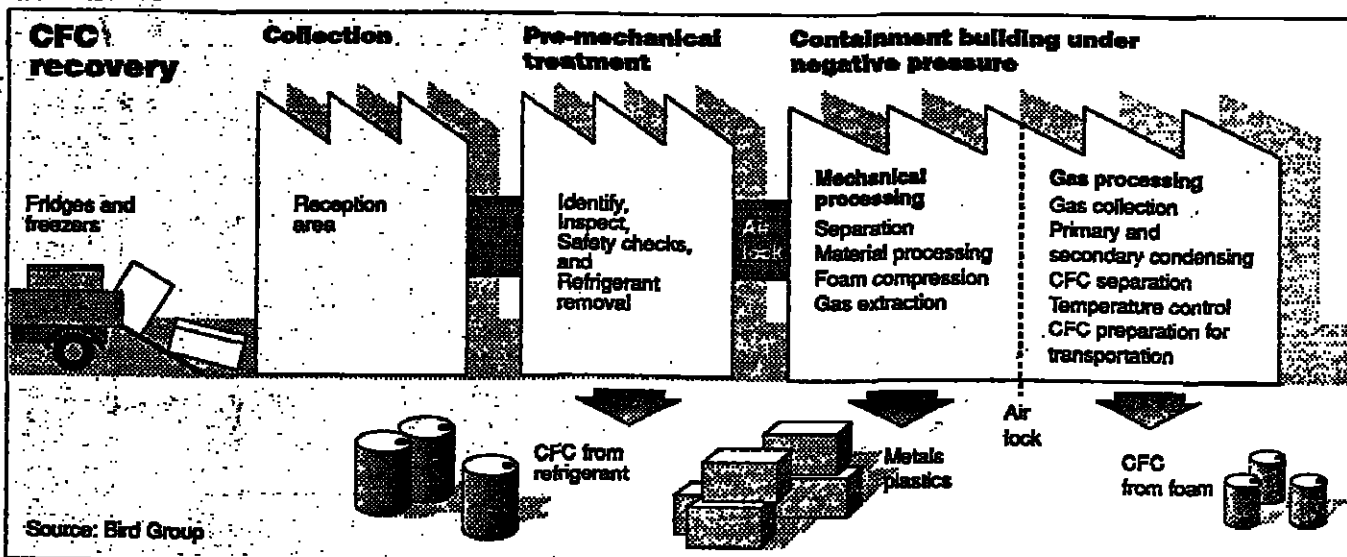 CFC
recovery
Collection
Pre-mechanical
treatment
Containment building under
negative pressure
Fridges and
freezers
Reception
area
Identify,
Inspect,
Safety checks,
and
Refrigerant
removal
Mechanical
processing
Separation
Material processing
Foam compression
Gas extraction
Gas processing
Gas collection
Primary and
secondary condensing
CFC separation
Temperature control
CFC preparation for
transportation
Air
lock
CFC from
refrigerant
Metals
plastics
Air
lock
CFC
from foam
Source: Bird Group